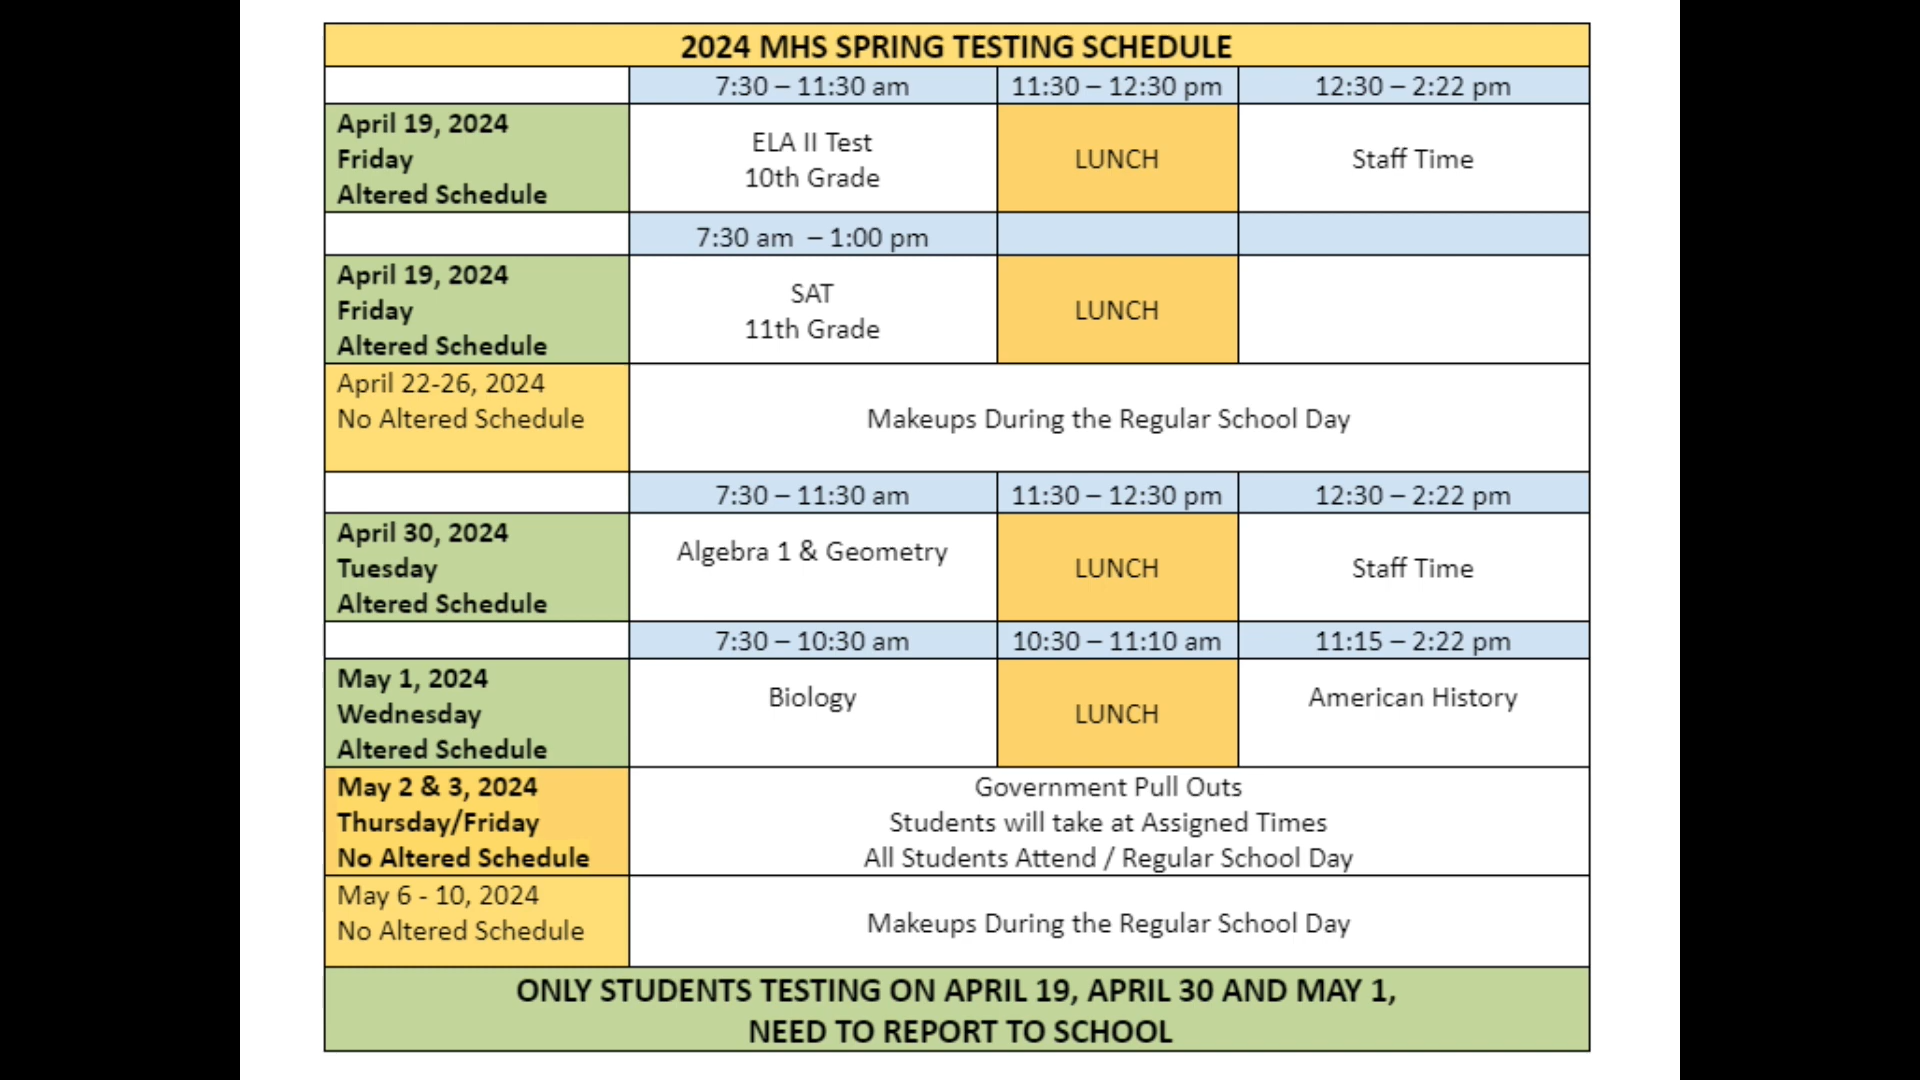 2024 MHS SPRING TESTING SCHEDULE
7:30 – 11:30 am 11:30 – 12:30 pm 12:30 – 2:22 pm
April 19, 2024
Friday
Altered Schedule
ELA II Test
10th Grade
LUNCH
Staff Time
7:30 am – 1:00 pm
April 19, 2024
Friday
Altered Schedule
SAT
11th Grade
LUNCH
April 22-26, 2024
No Altered Schedule
Makeups During the Regular School Day
7:30 – 11:30 am 11:30 – 12:30 pm 12:30 – 2:22 pm
April 30, 2024
Tuesday
Altered Schedule
Algebra 1 & Geometry
LUNCH
Staff Time
7:30 – 10:30 am 10:30 – 11:10 am 11:15 – 2:22 pm
May 1, 2024
Wednesday
Altered Schedule
Biology
LUNCH
American History
May 2 & 3, 2024
Thursday/Friday
No Altered Schedule
Government Pull Outs
Students will take at Assigned Times
All Students Attend / Regular School Day
May 6 - 10, 2024
No Altered Schedule
Makeups During the Regular School Day
ONLY STUDENTS TESTING ON APRIL 19, APRIL 30 AND MAY 1,
NEED TO REPORT TO SCHOOL